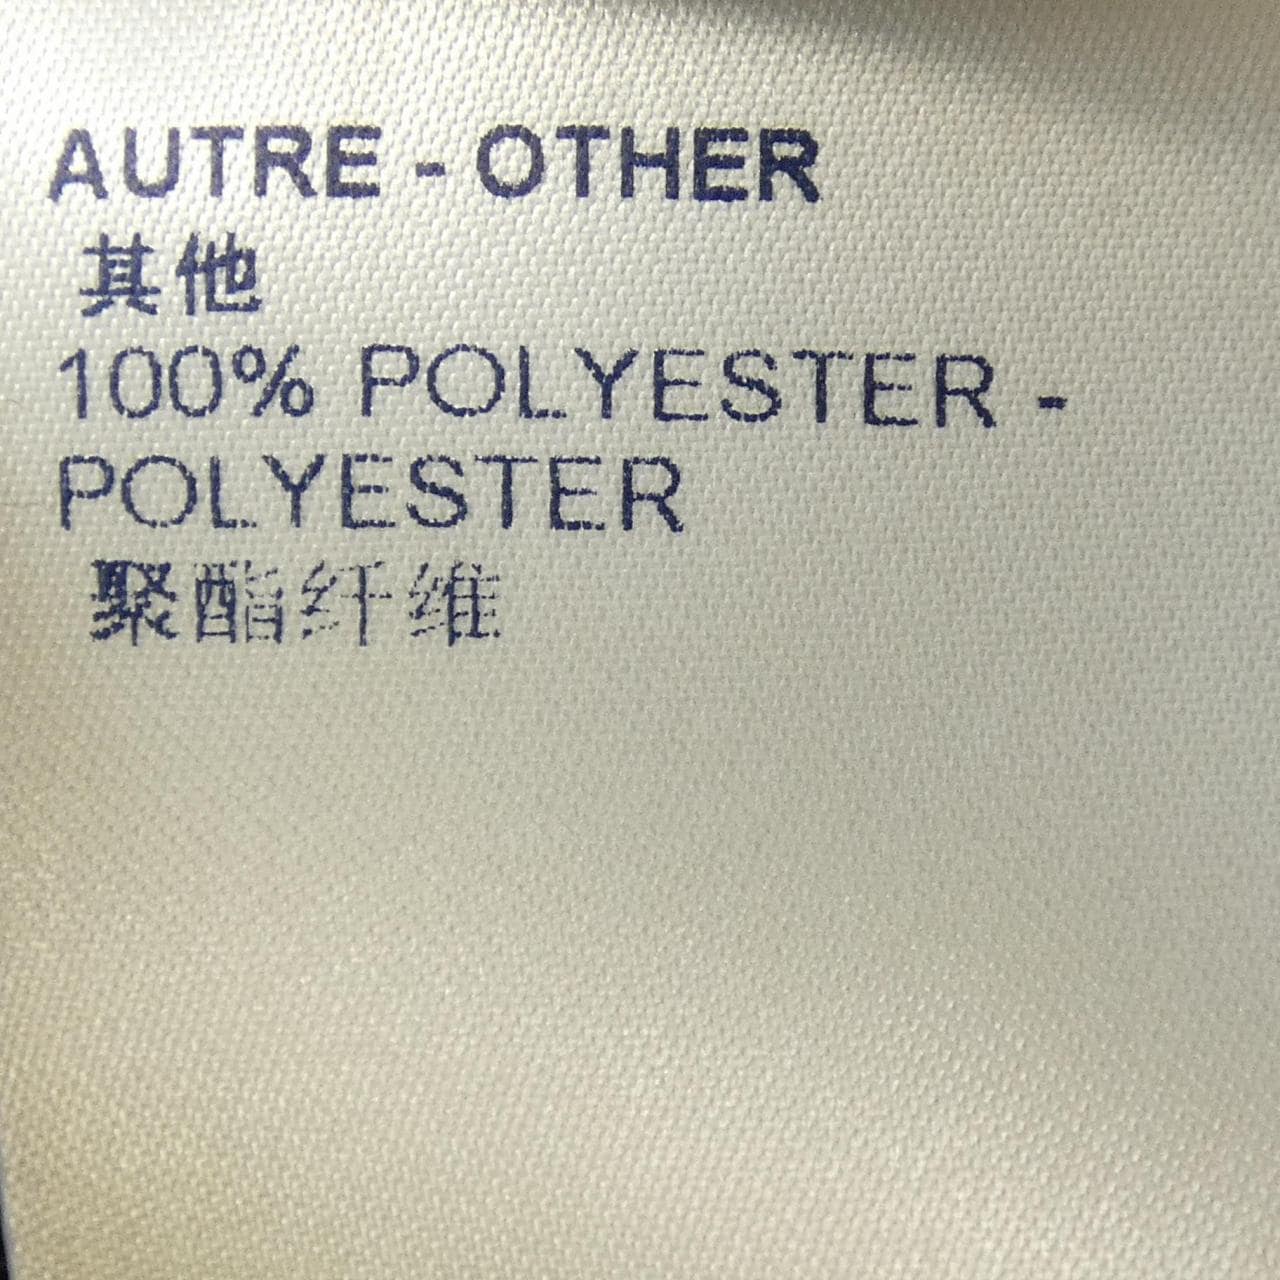 AUTRE - OTHER
其他
100% POLYESTER -
POLYESTER
聚酯纤维